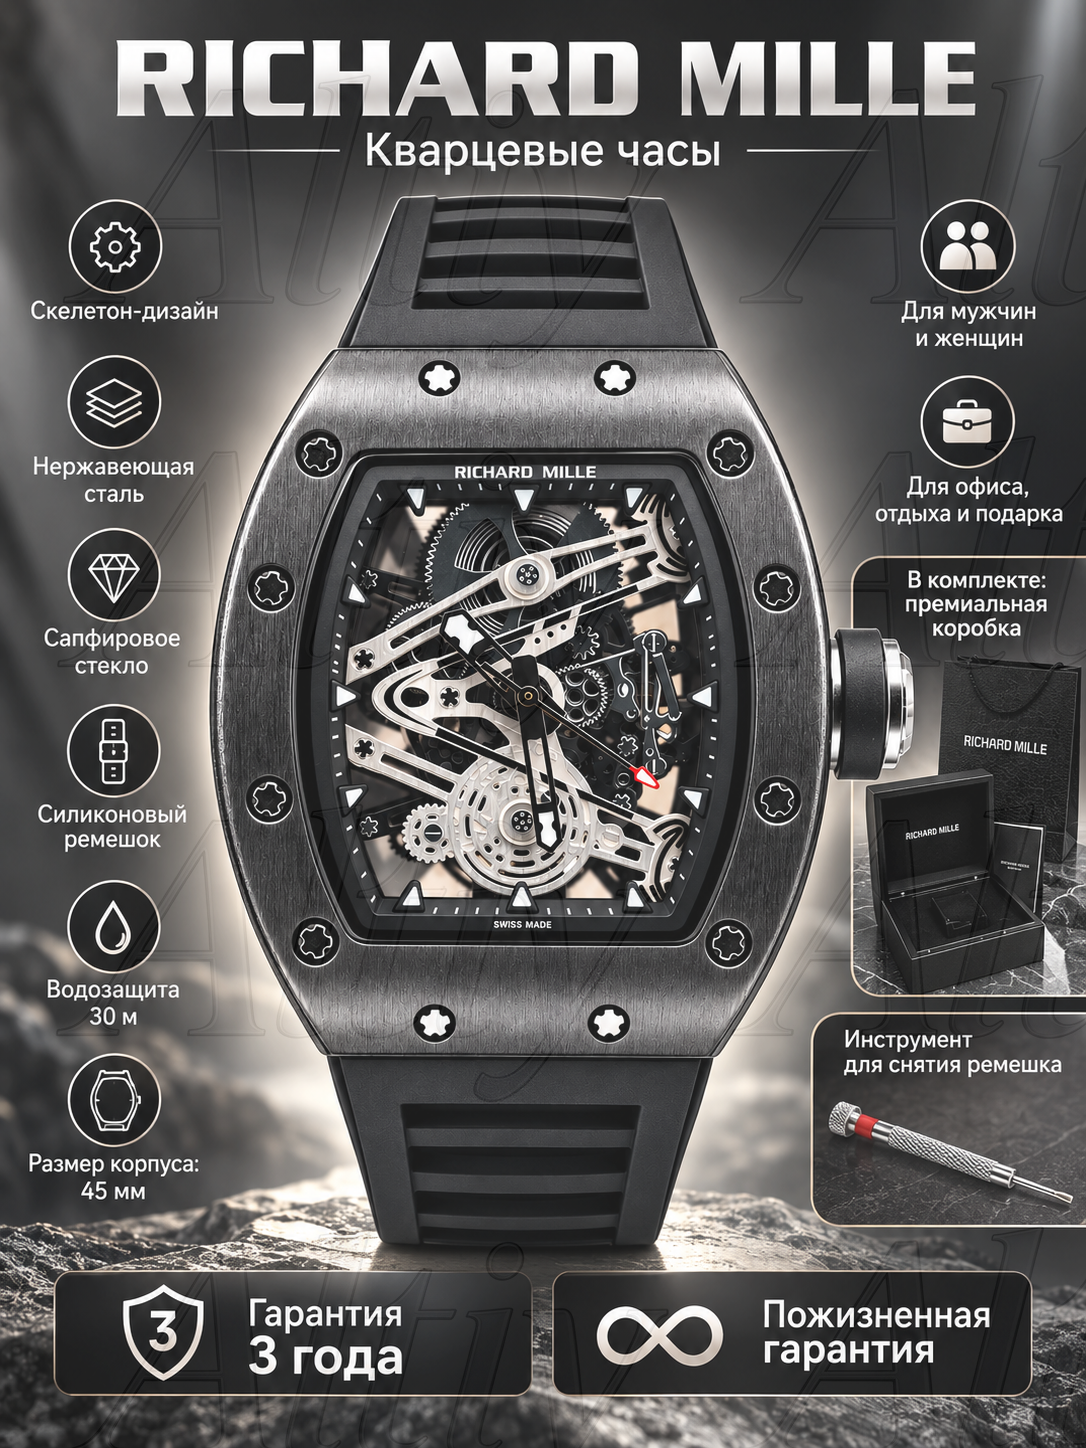 RICHARD MILLE
Кварцевые часы
Скелетон-дизайн
Нержавеющая
сталь
Сапфировое
стекло
Силиконовый
ремешок
Водозащита
30 м
Размер корпуса:
45 мм
RICHARD MILLE
SWISS MADE
Для мужчин
и женщин
Для офиса,
отдыха и подарка
В комплекте:
премиальная
коробка
RICHARD MILLE
RICHARD MILLE
Инструмент
для снятия ремешка
3
Гарантия
3 года
Пожизненная
гарантия
Altiy